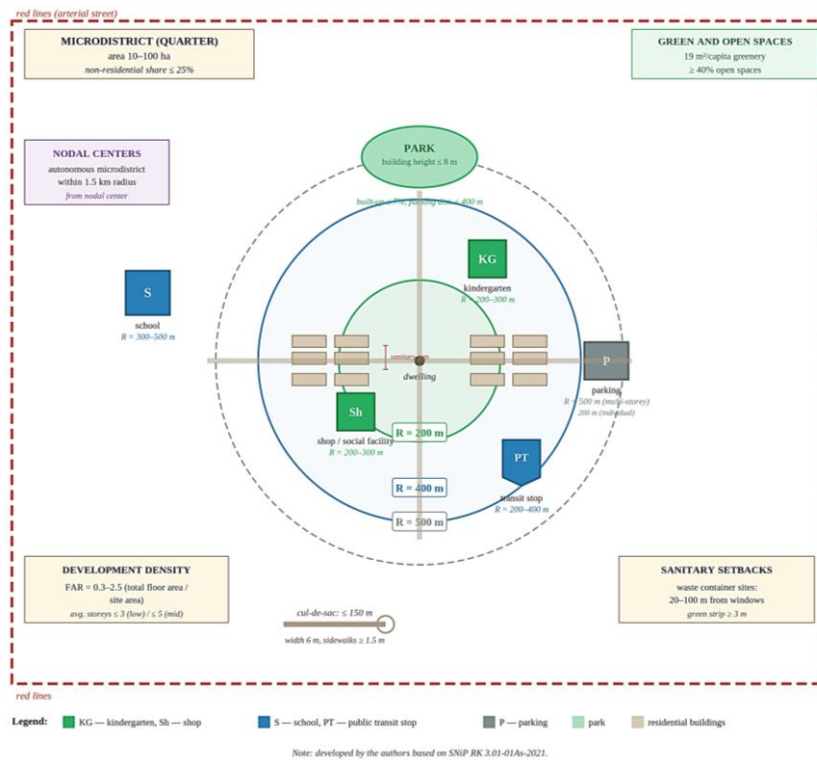 red lines (arterial street)
MICRODISTRICT (QUARTER)
area 10–100 ha
non-residential share ≤ 25%
GREEN AND OPEN SPACES
19 m²/capita greenery
≥ 40% open spaces
NODAL CENTERS
autonomous microdistrict
within 1.5 km radius
from nodal center
PARK
building height ≤ 8 m
≤ 400 m
KG
kindergarten
R = 200–300 m
S
school
R = 300–500 m
dwelling
P
parking
R = 500 m (multi-storey)
200 m (individual)
Sh
shop / social facility
R = 200–300 m
R = 200 m
PT
transit stop
R = 200–400 m
R = 400 m
R = 500 m
DEVELOPMENT DENSITY
FAR = 0.3–2.5 (total floor area /
site area)
avg. storeys ≤ 3 (low) / ≤ 5 (mid)
SANITARY SETBACKS
waste container sites:
20–100 m from windows
green strip ≥ 3 m
cul-de-sac: ≤ 150 m
width 6 m, sidewalks ≥ 1.5 m
red lines
Legend:
KG — kindergarten, Sh — shop
S — school, PT — public transit stop
P — parking
park
residential buildings
Note: developed by the authors based on SNiP RK 3.01-01As-2021.